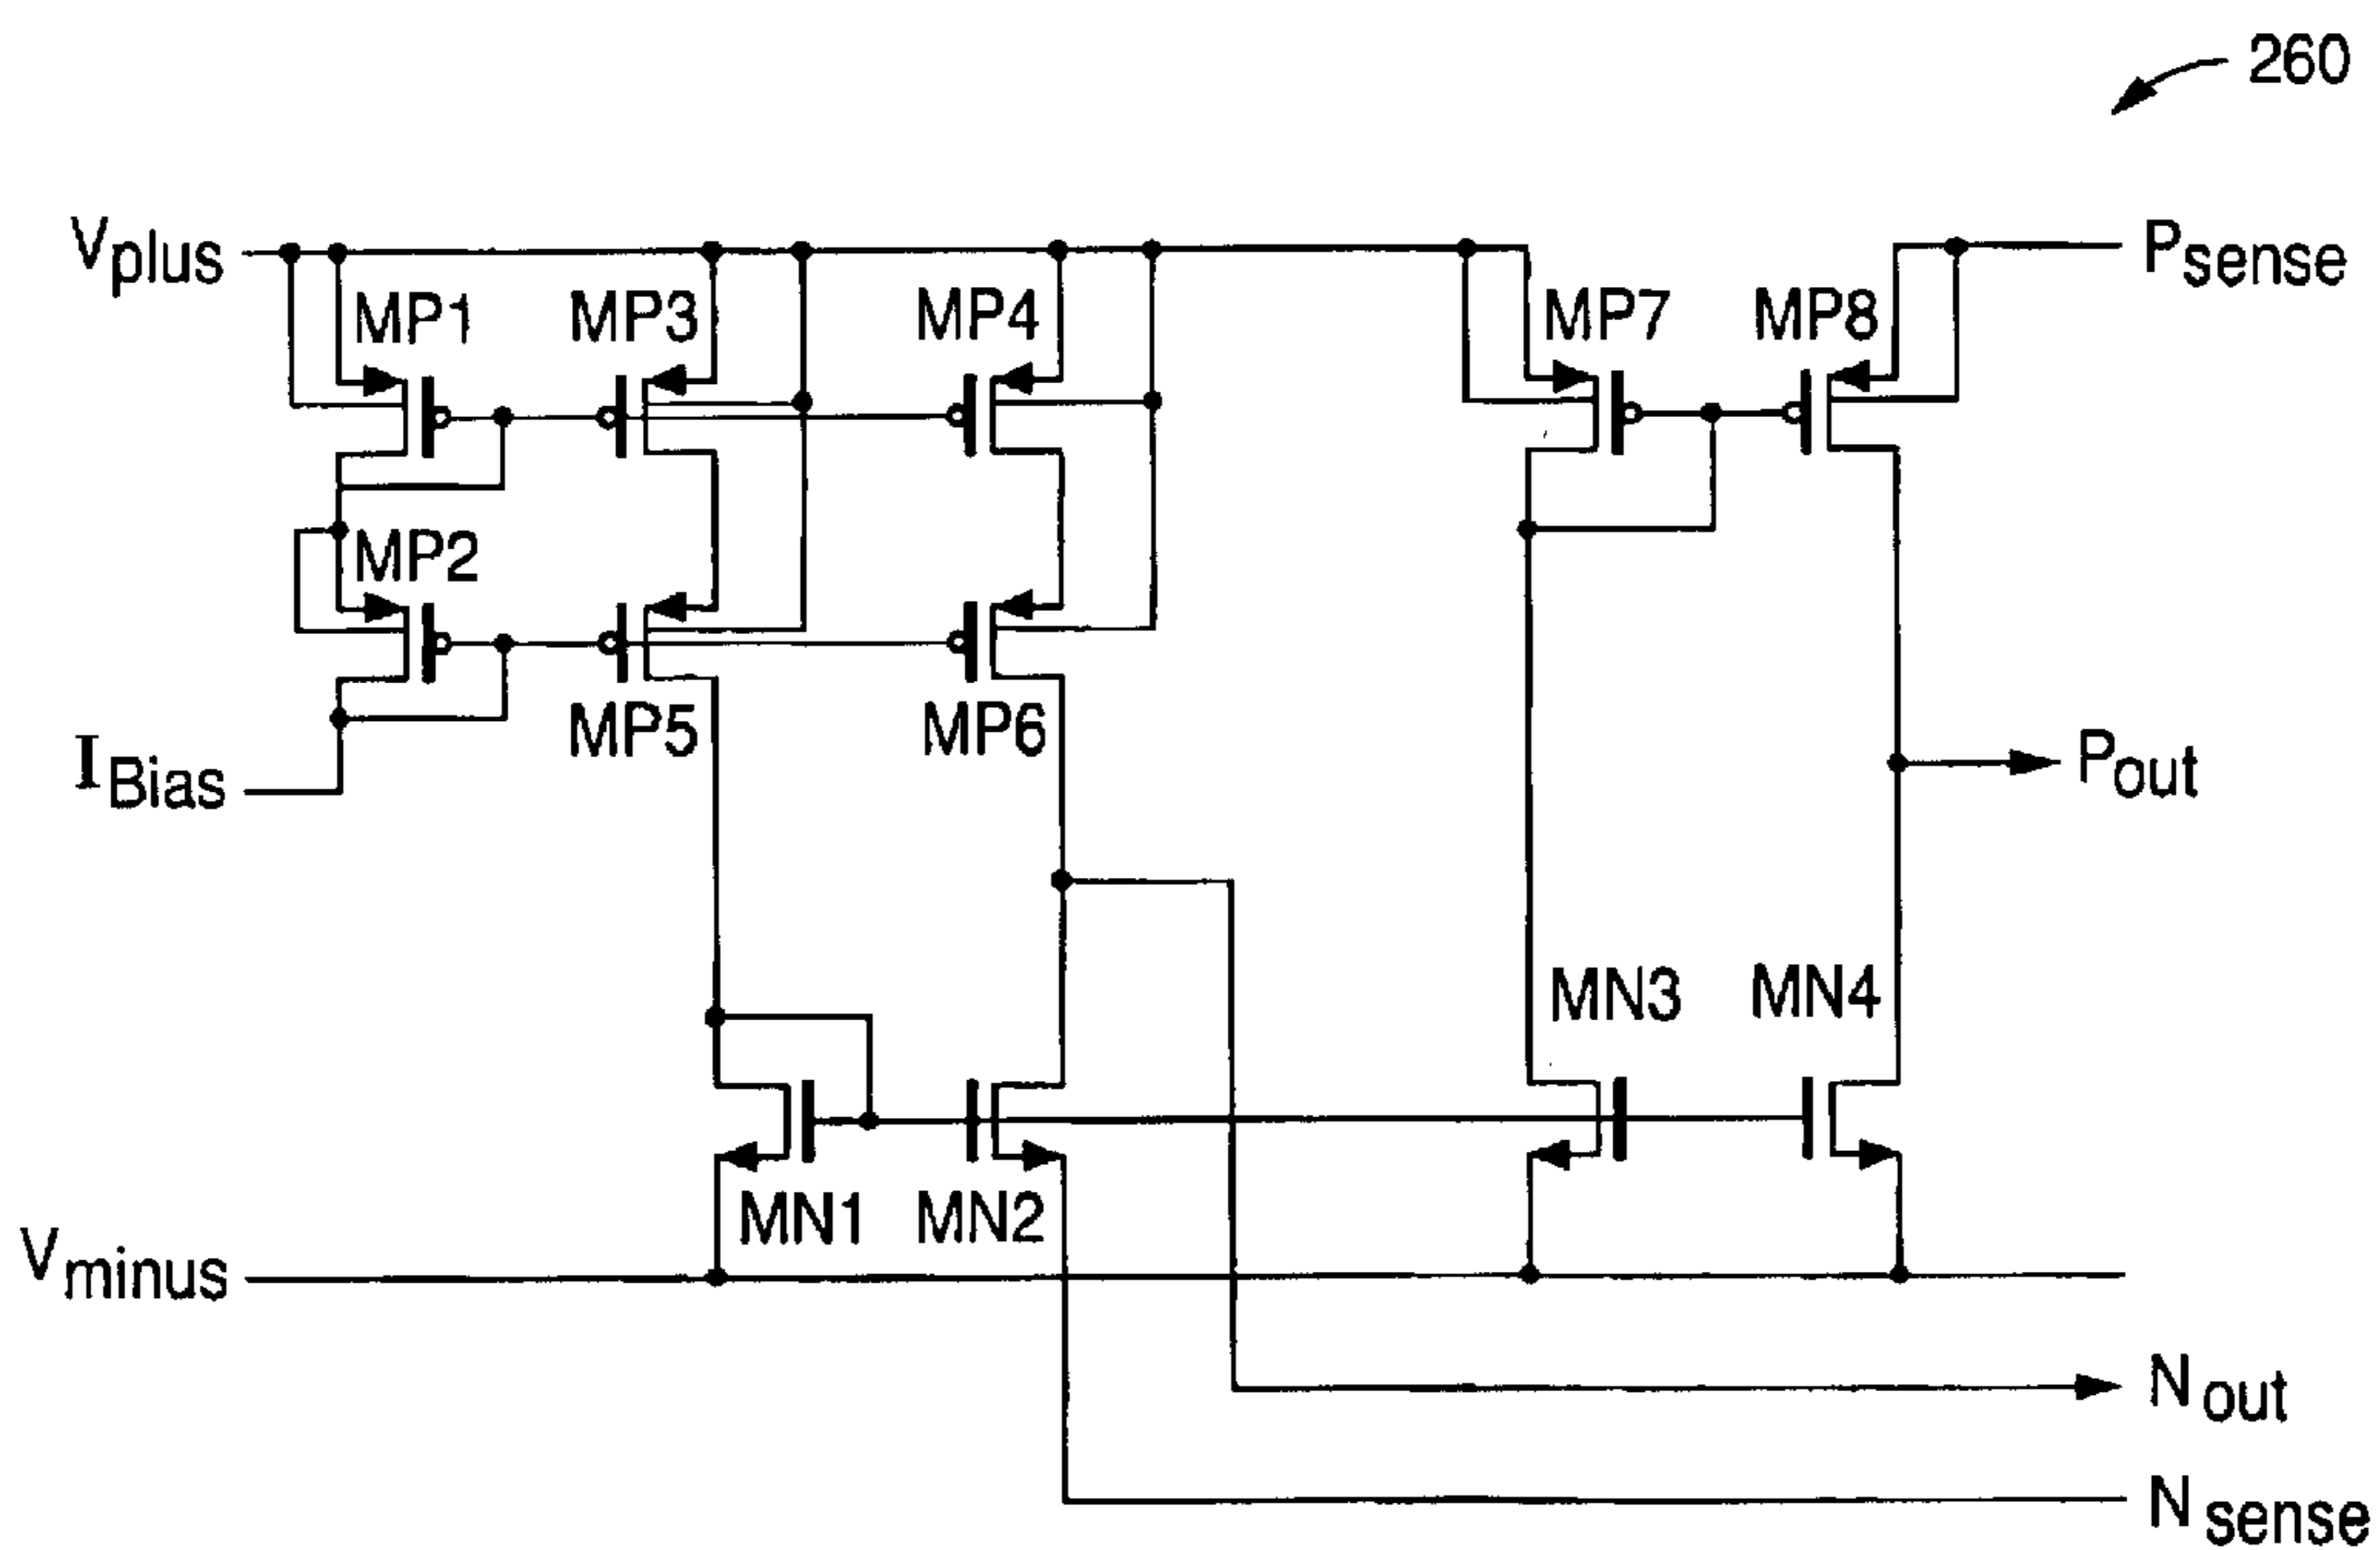 260
Vplus
Psense
MP1
MP3
MP4
MP7
MP8
MP2
MP5
MP6
IBias
Pout
MN3
MN4
MN1
MN2
Vminus
Nout
Nsense